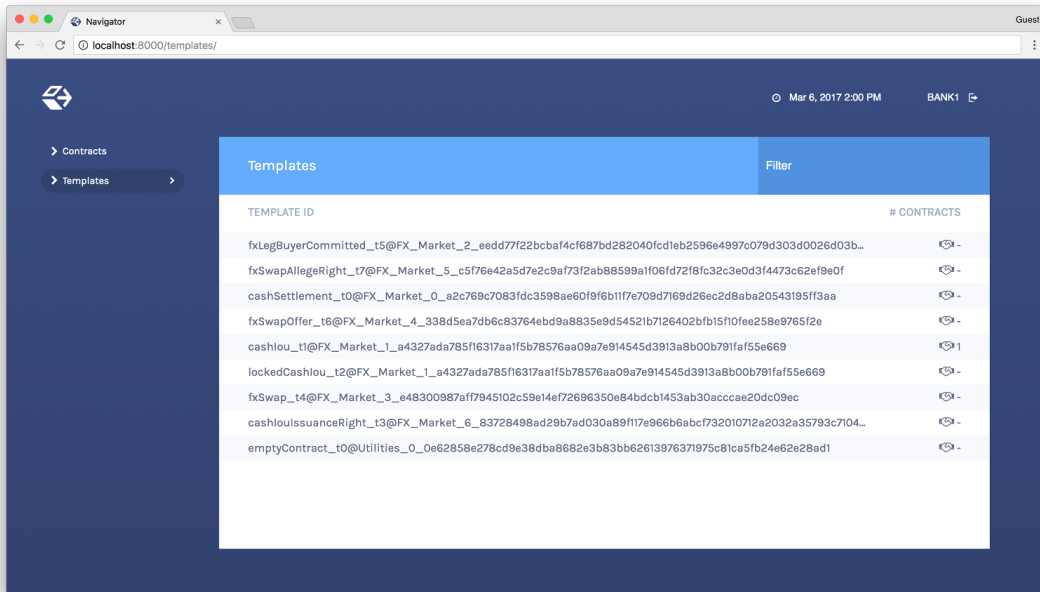 Navigator
Guest
localhost:8000/templates/
Mar 6, 2017 2:00 PM
BANK1
Contracts
Templates
Templates
Filter
TEMPLATE ID
# CONTRACTS
fxLegBuyerCommitted_t5@FX_Market_2_eedd77f22bcbaf4cf687bd282040fcd1eb2596e4997c079d303d0026d03b... -
fxSwapAllegeRight_t7@FX_Market_5_c5f76e42a5d7e2c9af73f2ab88599a1f06fd72f8fc32c3e0d3f4473c62ef9e0f -
cashSettlement_t0@FX_Market_0_a2c769c7083fdc3598ae60f9f6b11f7e709d7169d26ec2d8aba20543195ff3aa -
fxSwapOffer_t6@FX_Market_4_338d5ea7db6c83764ebd9a8835e9d54521b7126402bfb15f10fee258e9765f2e -
cashIou_t1@FX_Market_1_a4327ada785f16317aa1f5b78576aa09a7e914545d3913a8b00b791faf55e669 1
lockedCashIou_t2@FX_Market_1_a4327ada785f16317aa1f5b78576aa09a7e914545d3913a8b00b791faf55e669 -
fxSwap_t4@FX_Market_3_e48300987aff7945102c59e14ef72696350e84bdcb1453ab30acccae20dc09ec -
cashIouIssuanceRight_t3@FX_Market_6_83728498ad29b7ad030a89f117e966b6abcf732010712a2032a35793c7104... -
emptyContract_t0@Utilities_0_0e62858e278cd9e38dba8682e3b83bb62613976371975c81ca5fb24e62e28ad1 -